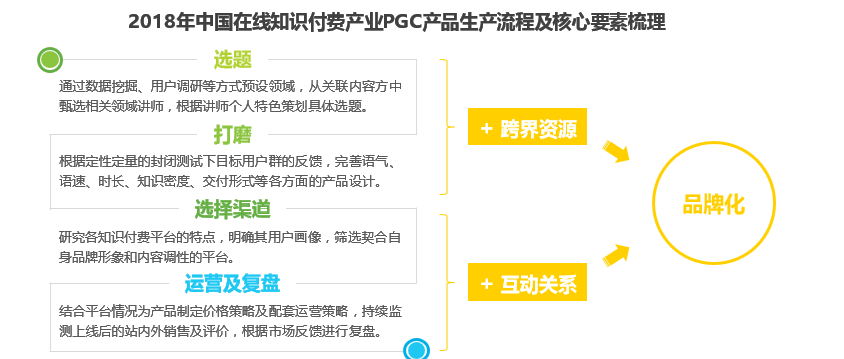 2018年中国在线知识付费产业PGC产品生产流程及核心要素梳理
选题
通过数据挖掘、用户调研等方式预设领域，从关联内容方中
甄选相关领域讲师，根据讲师个人特色策划具体选题。
打磨
根据定性定量的封闭测试下目标用户群的反馈，完善语气、
语速、时长、知识密度、交付形式等各方面的产品设计。
选择渠道
研究各知识付费平台的特点，明确其用户画像，筛选契合自
身品牌形象和内容调性的平台。
运营及复盘
结合平台情况为产品制定价格策略及配套运营策略，持续监
测上线后的站内外销售及评价，根据市场反馈进行复盘。
+ 跨界资源
+ 互动关系
品牌化